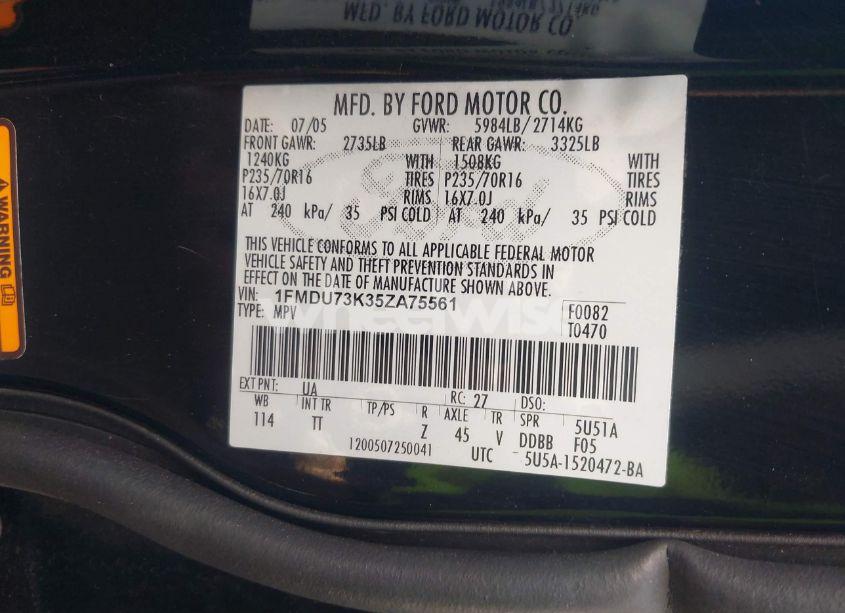 MFD. BY FORD MOTOR CO.
MFD. BY FORD MOTOR CO.
DATE: 07/05 GVWR: 5984LB/2714KG
FRONT GAWR: 2735LB REAR GAWR: 3325LB
1240KG WITH 1508KG WITH
P235/70R16 TIRES P235/70R16 TIRES
16X7.0J RIMS 16X7.0J RIMS
AT 240 kPa/ 35 PSI COLD AT 240 kPa/ 35 PSI COLD
THIS VEHICLE CONFORMS TO ALL APPLICABLE FEDERAL MOTOR
VEHICLE SAFETY AND THEFT PREVENTION STANDARDS IN
EFFECT ON THE DATE OF MANUFACTURE SHOWN ABOVE.
VIN: 1FMDU73K35ZA75561 F0082
TYPE: MPV T0470
wheelwise
EXT PNT: UA RC: 27 DSO:
WB INT TR TP/PS R AXLE TR SPR 5U51A
114 TT Z 45 V DDBB F05
1200507250041 UTC 5U5A-1520472-BA
WARNING